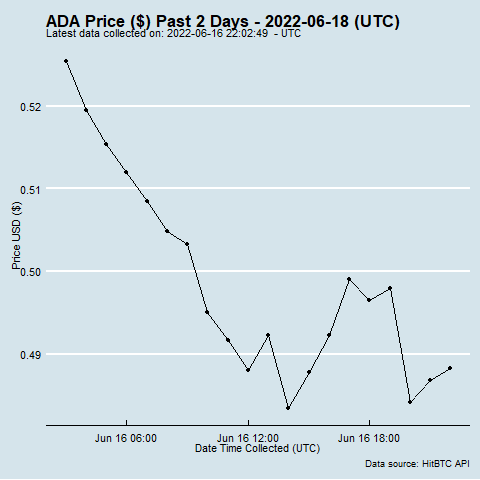 ADA Price ($) Past 2 Days - 2022-06-18 (UTC)
Latest data collected on: 2022-06-16 22:02:49 - UTC
0.52
0.51
0.50
0.49
Price USD ($)
Jun 16 06:00 Jun 16 12:00 Jun 16 18:00
Date Time Collected (UTC)
Data source: HitBTC API